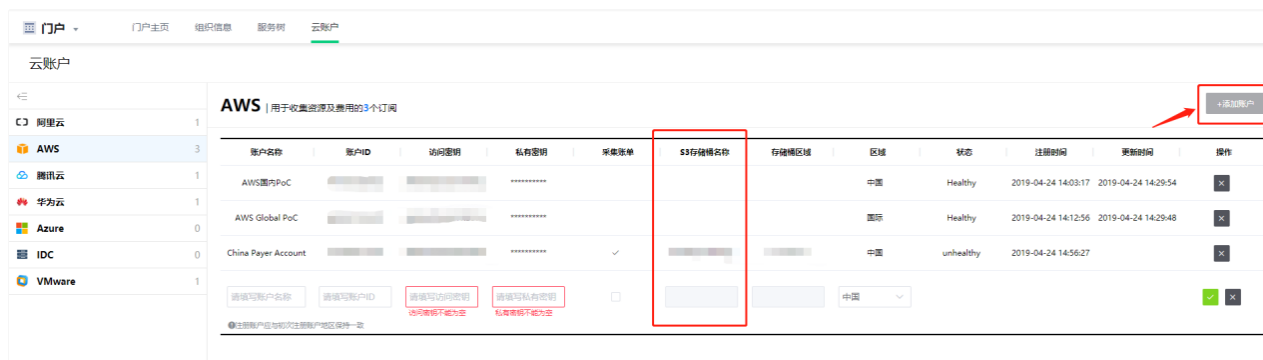 门户 门户主页 组织信息 服务树 云账户
云账户
AWS | 用于收集资源及费用的3个订阅 +添加账户
阿里云 1
AWS 3
腾讯云 1
华为云 1
Azure 0
IDC 0
VMware 1
账户名称 账户ID 访问密钥 私有密钥 采集账单 S3存储桶名称 存储桶区域 区域 状态 注册时间 更新时间 操作
AWS国内PoC ********** 中国 Healthy 2019-04-24 14:03:17 2019-04-24 14:29:54
AWS Global PoC ********** 国际 Healthy 2019-04-24 14:12:56 2019-04-24 14:29:48
China Payer Account ********** 中国 unhealthy 2019-04-24 14:56:27
请填写账户名称 请填写账户ID 请填写访问密钥 请填写私有密钥 中国
访问密钥不能为空 私有密钥不能为空
注册账户应与初次注册账户地区保持一致